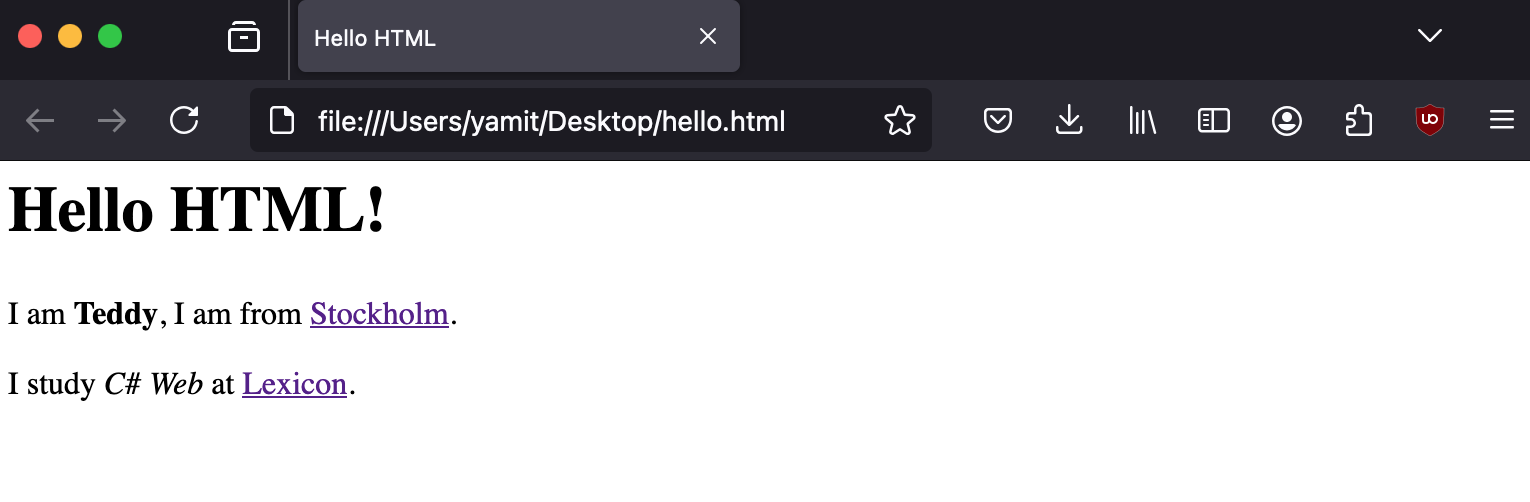 Hello HTML
file:///Users/yamit/Desktop/hello.html
uo
Hello HTML!
I am Teddy, I am from Stockholm.
I study C# Web at Lexicon.